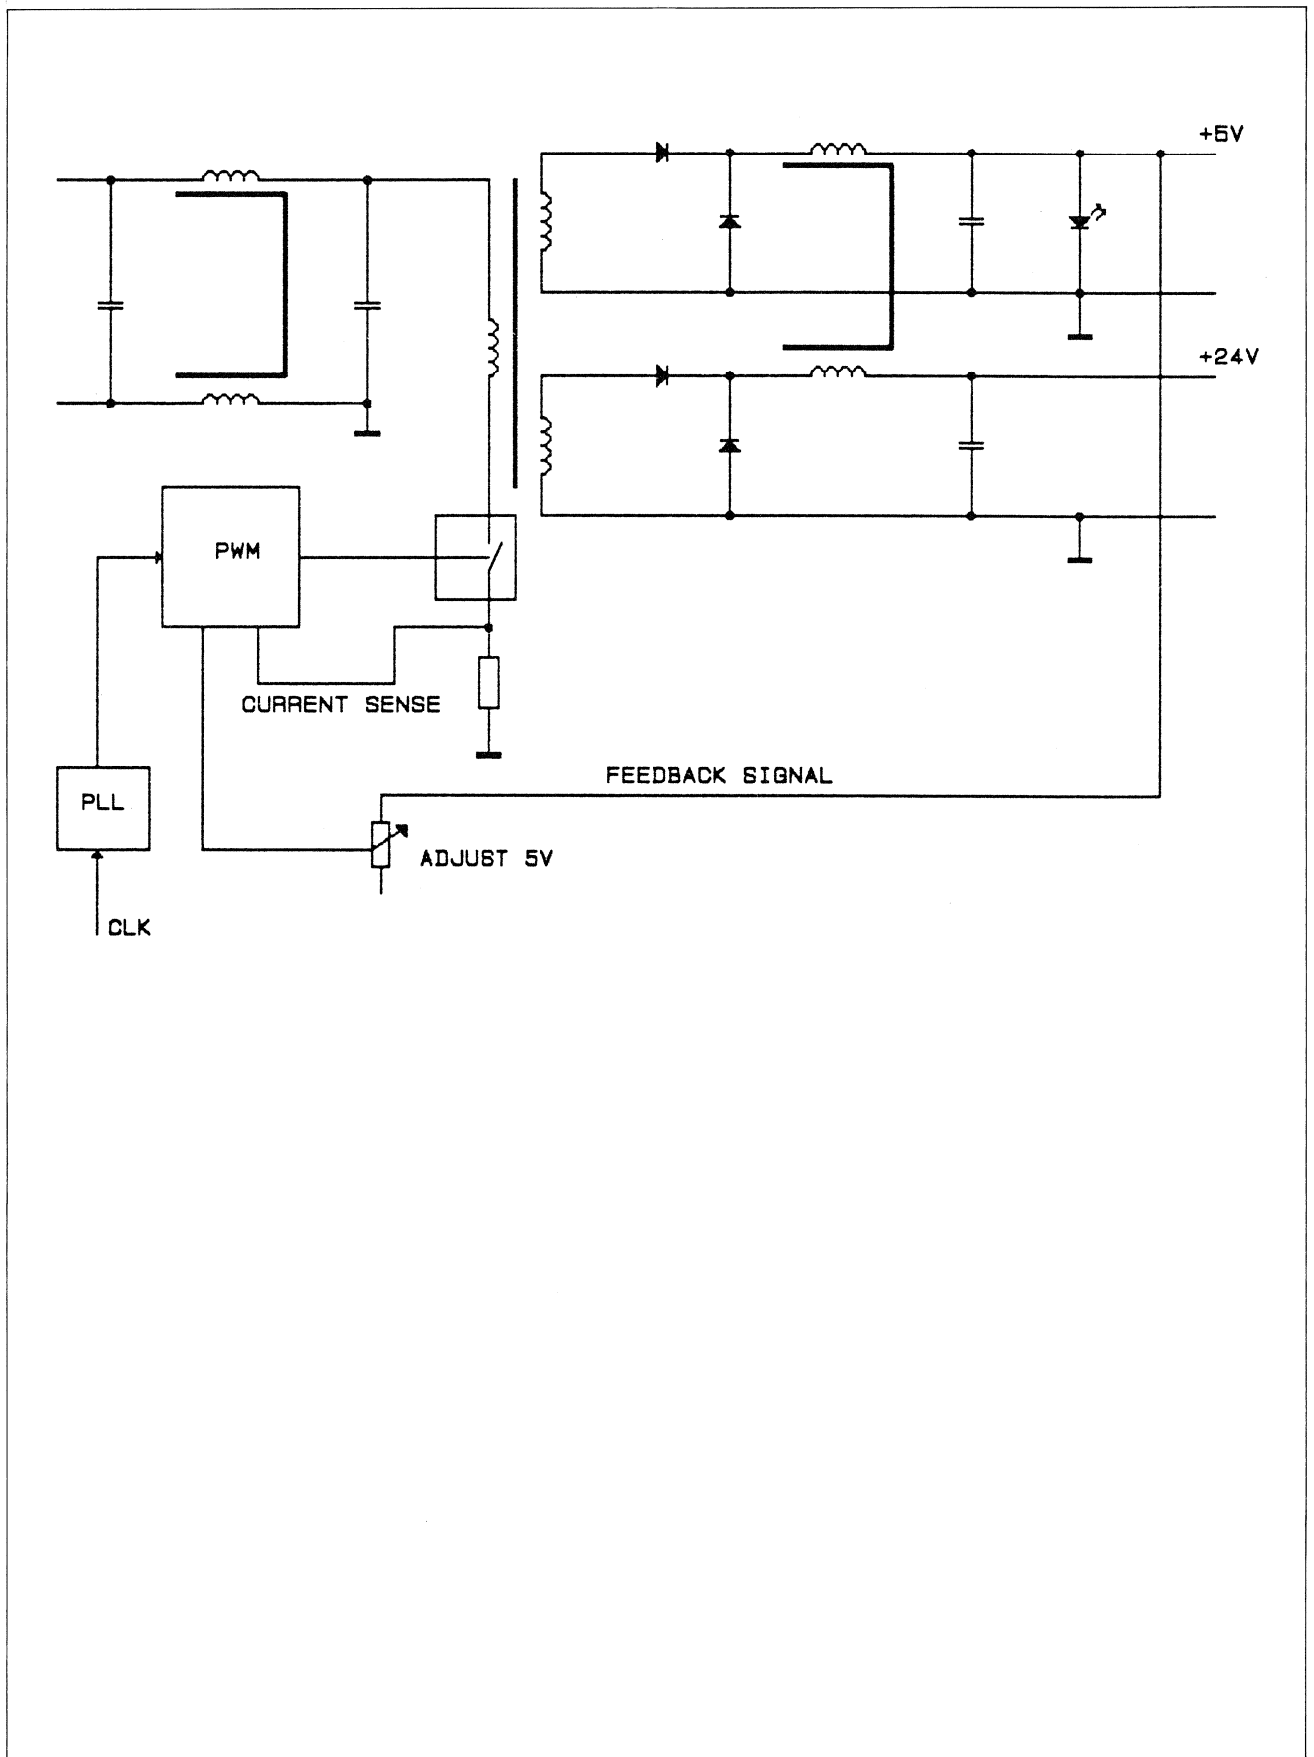 +5V
+24V
PWM
CURRENT SENSE
FEEDBACK SIGNAL
PLL
ADJUST 5V
CLK